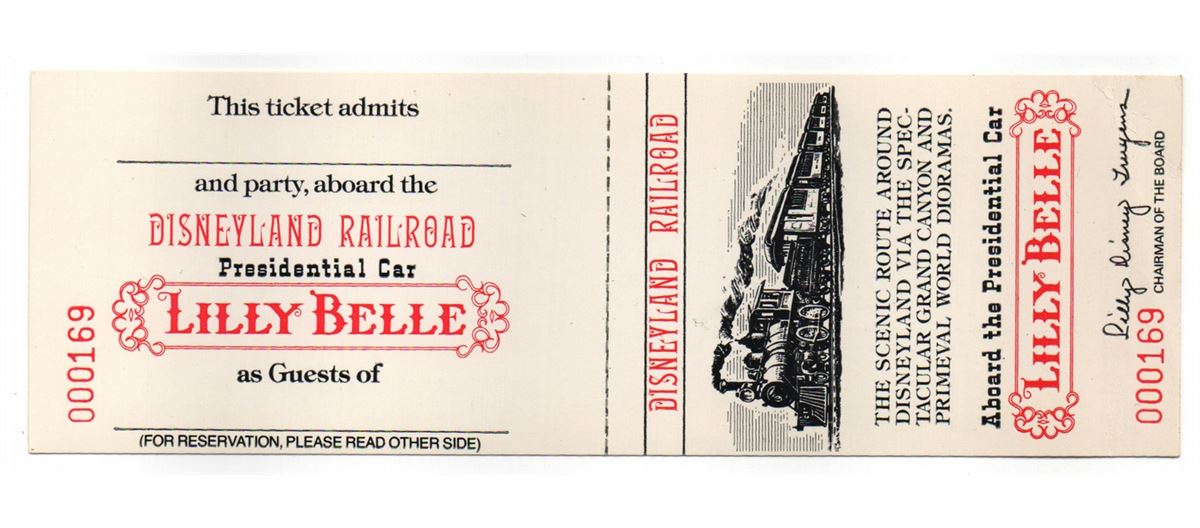 This ticket admits
and party, aboard the
DISNEYLAND RAILROAD
Presidential Car
LILLY BELLE
as Guests of
(FOR RESERVATION, PLEASE READ OTHER SIDE)
000169
DISNEYLAND RAILROAD
THE SCENIC ROUTE AROUND
DISNEYLAND VIA THE SPEC-
TACULAR GRAND CANYON AND
PRIMEVAL WORLD DIORAMAS.
Aboard the Presidential Car
LILLY BELLE
Lilly Disney Truyens
CHAIRMAN OF THE BOARD
000169